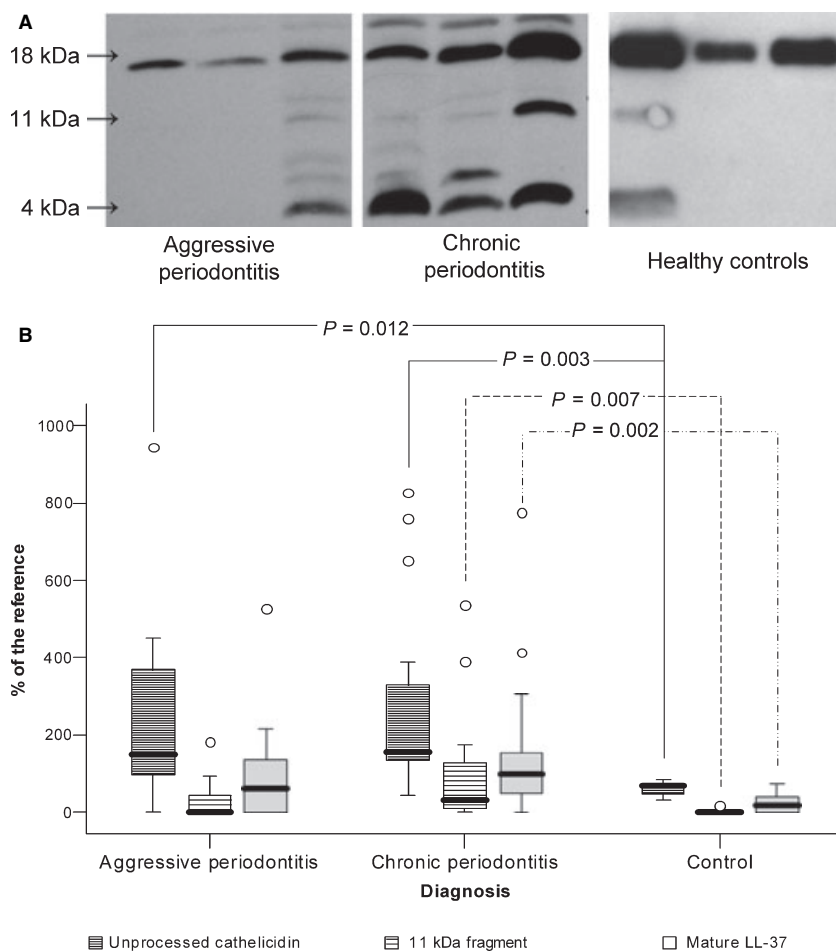 A
18 kDa
11 kDa
4 kDa
Aggressive
periodontitis
Chronic
periodontitis
Healthy controls
B
P = 0.012
P = 0.003
P = 0.007
P = 0.002
1000
800
600
400
200
0
% of the reference
Aggressive periodontitis
Chronic periodontitis
Control
Diagnosis
Unprocessed cathelicidin
11 kDa fragment
Mature LL-37